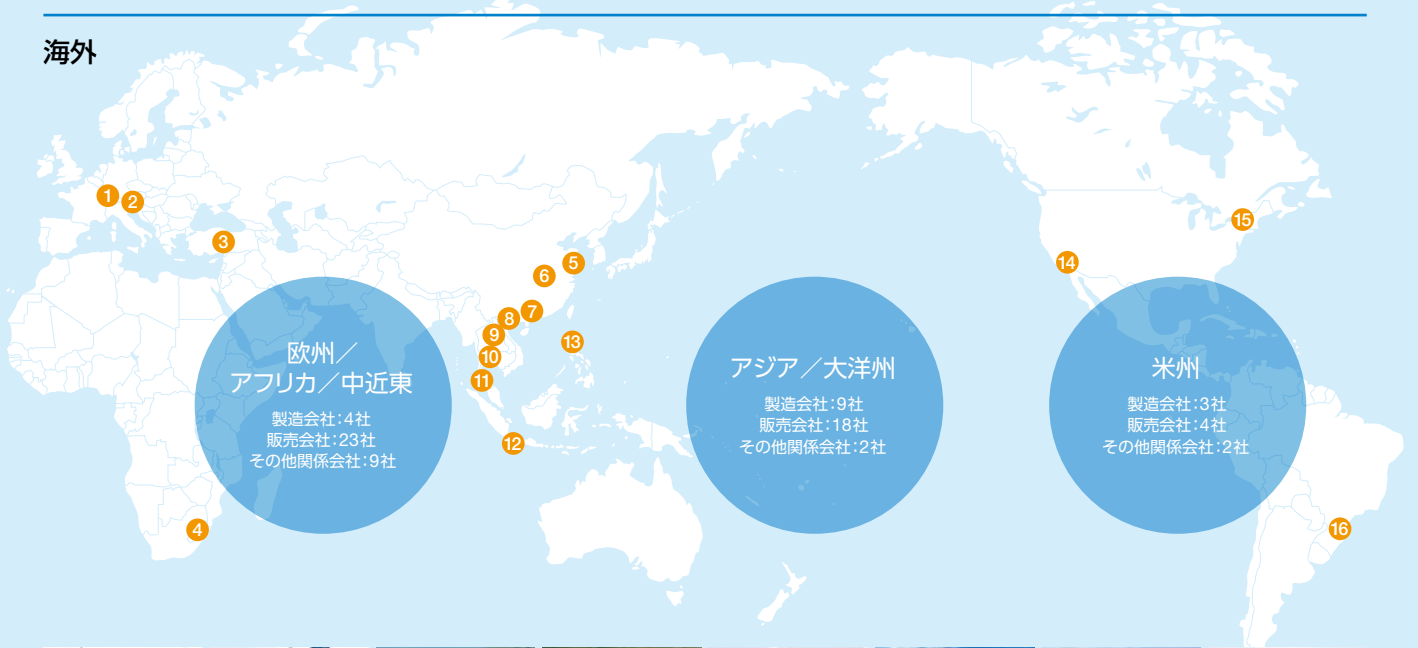 海外
1
2
3
4
5
6
7
8
9
10
11
12
13
14
15
16
欧州／
アフリカ／中近東
製造会社：4社
販売会社：23社
その他関係会社：9社
アジア／大洋州
製造会社：9社
販売会社：18社
その他関係会社：2社
米州
製造会社：3社
販売会社：4社
その他関係会社：2社